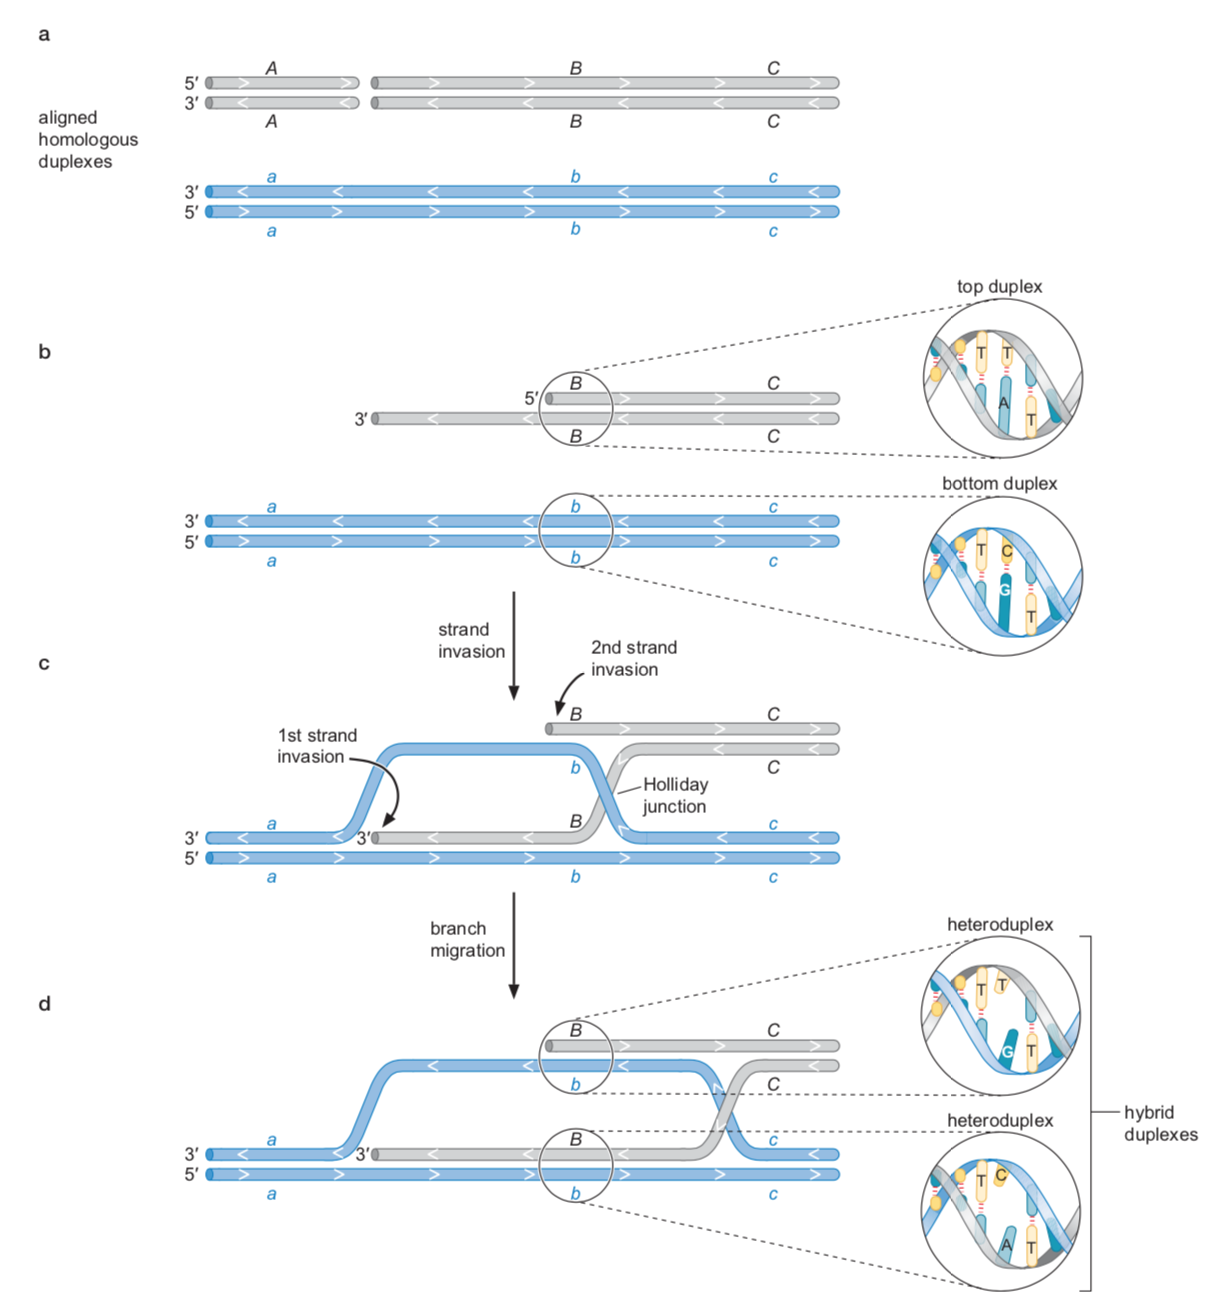 a
A B C
5′
3′
A B C
aligned
homologous
duplexes
a b c
3′
5′
a b c
top duplex
b
B C
5′
3′
B C
T T
A
T
bottom duplex
a b c
3′
5′
a b c
T C
G
T
strand
invasion
2nd strand
invasion
c
B C
1st strand
invasion
b C
Holliday
junction
a B c
3′ 3′
5′
a b c
branch
migration
heteroduplex
d
B C
b C
T T
G T
heteroduplex
hybrid
duplexes
a B c
3′ 3′
5′
a b c
T C
A T